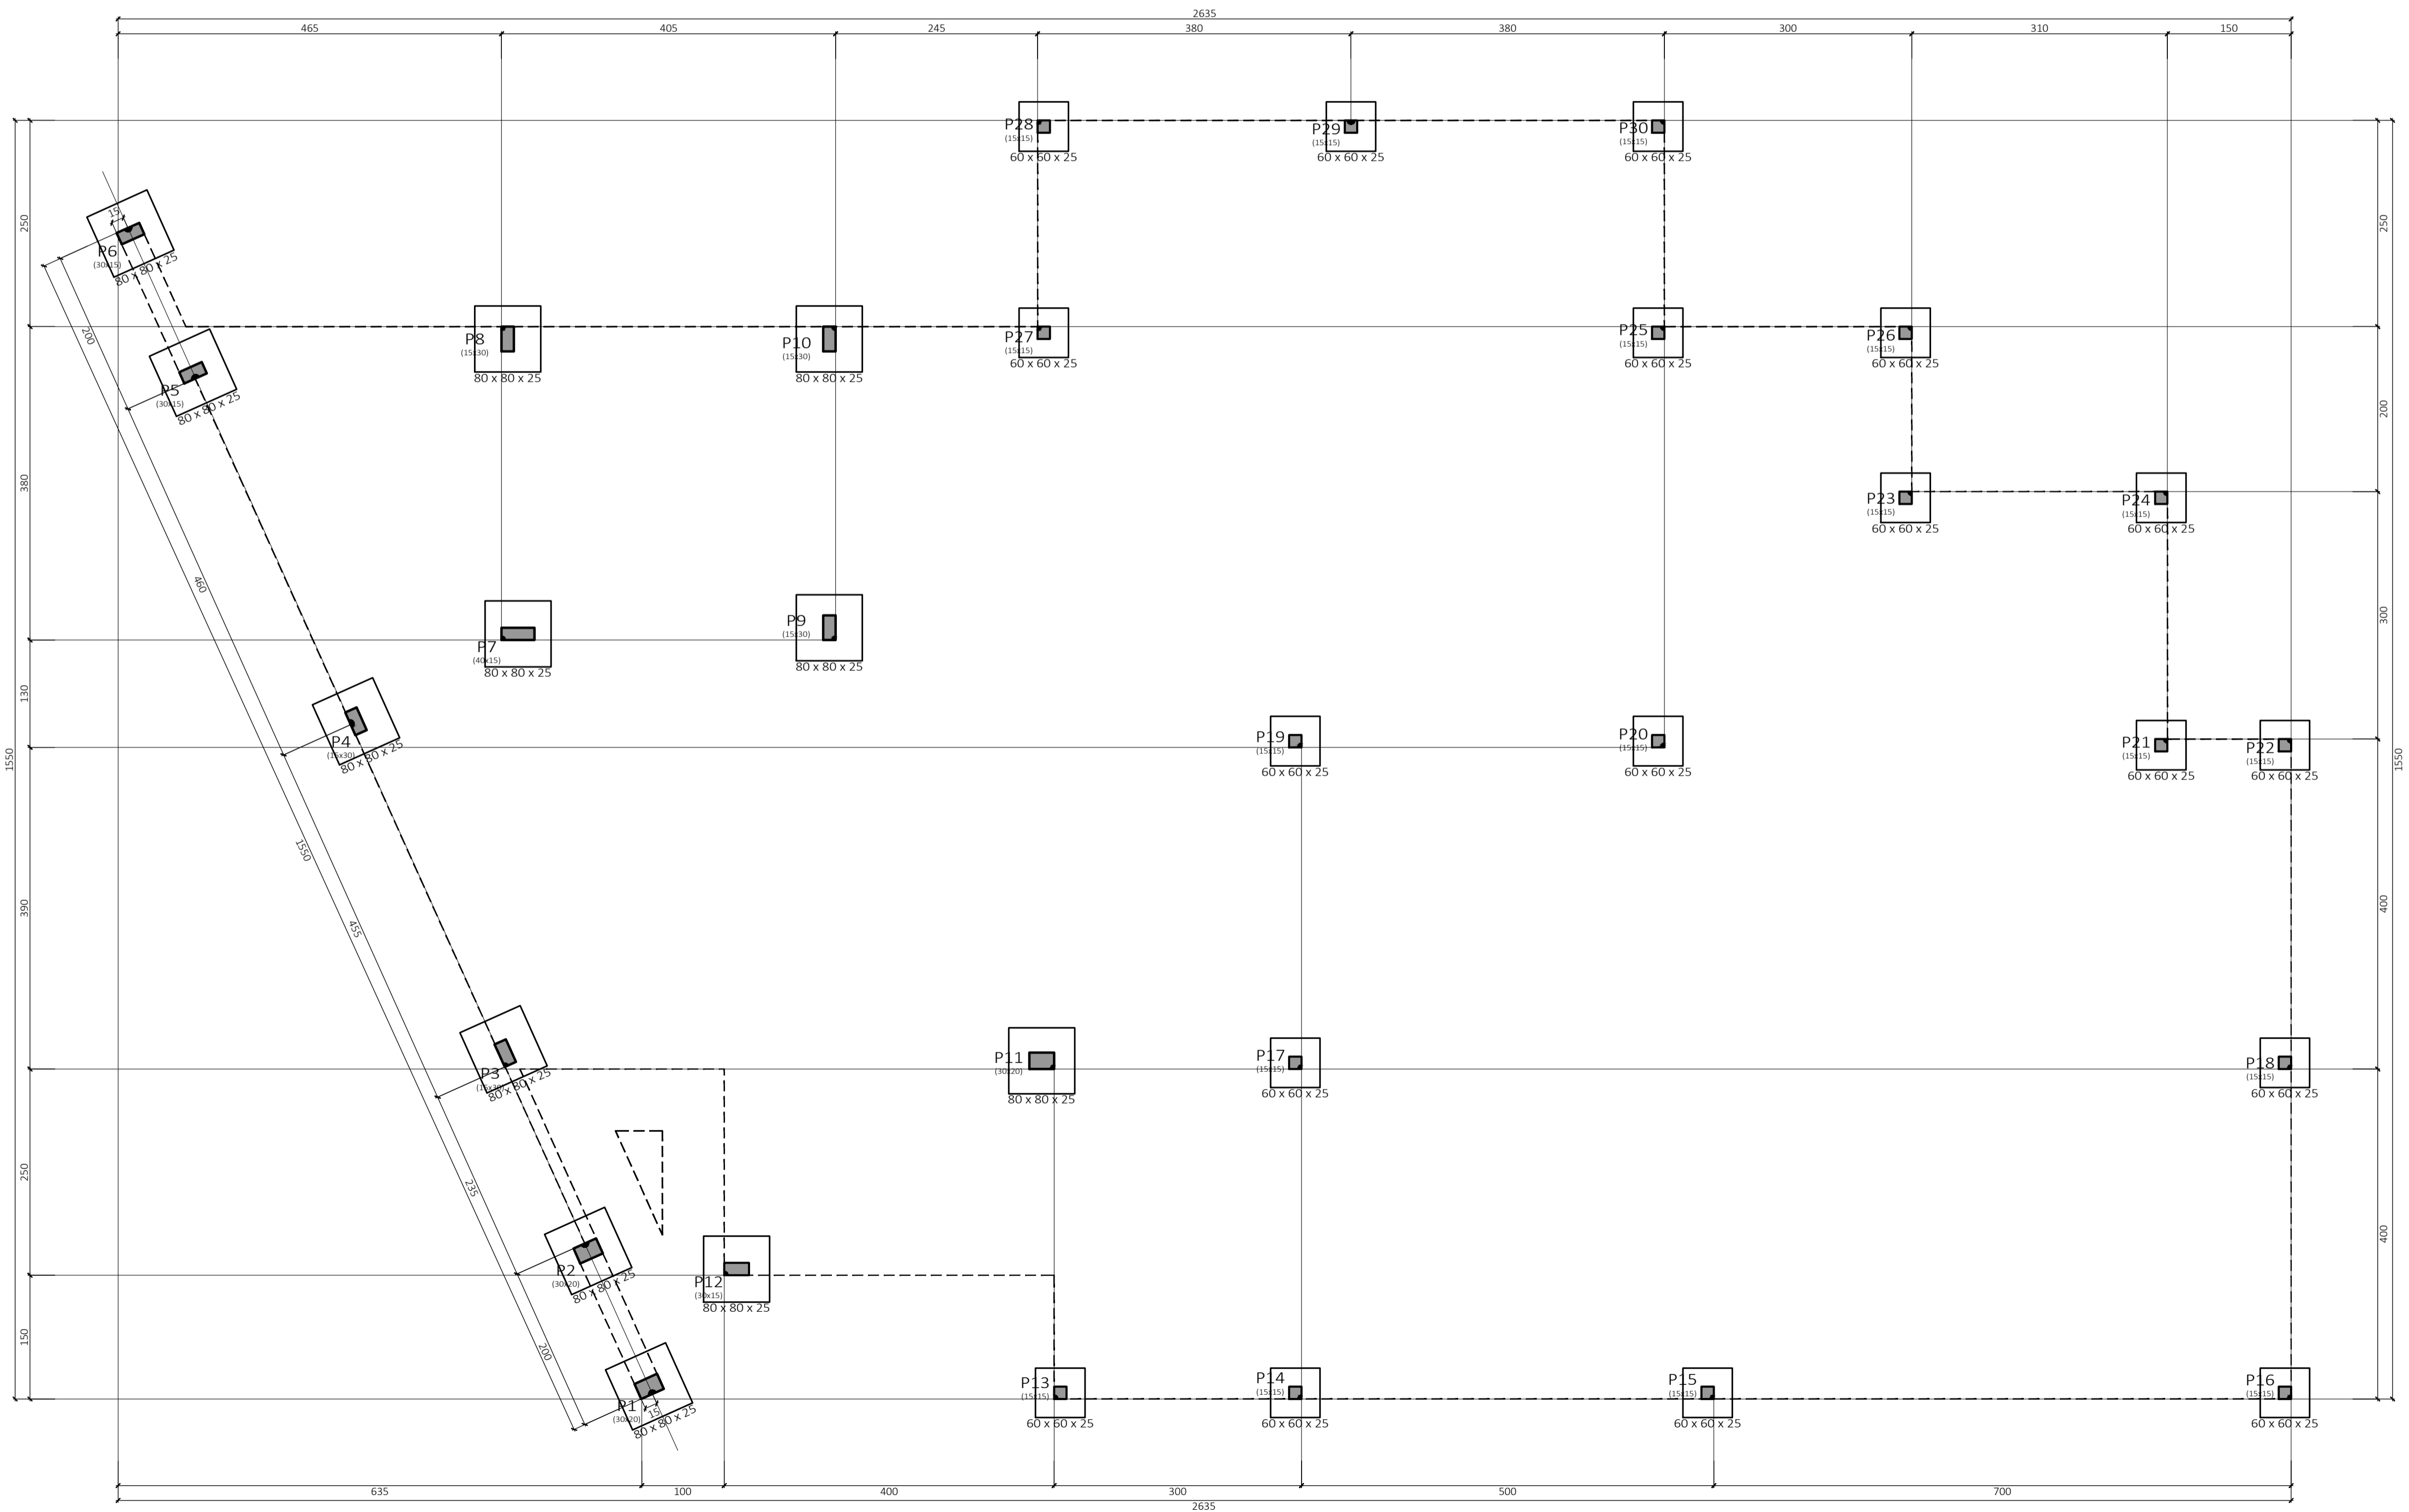 2635
465 405 245 380 380 300 310 150
P28
(15x15)
60 x 60 x 25
P29
(15x15)
60 x 60 x 25
P30
(15x15)
60 x 60 x 25
250
250
15
P6
(30x15)
80 x 80 x 25
200
P8
(15x30)
80 x 80 x 25
P10
(15x30)
80 x 80 x 25
P27
(15x15)
60 x 60 x 25
P25
(15x15)
60 x 60 x 25
P26
(15x15)
60 x 60 x 25
P5
(30x15)
80 x 80 x 25
200
380
P23
(15x15)
60 x 60 x 25
P24
(15x15)
60 x 60 x 25
460
300
P7
(40x15)
80 x 80 x 25
P9
(15x30)
80 x 80 x 25
130
1550
P4
(15x30)
80 x 80 x 25
P19
(15x15)
60 x 60 x 25
P20
(15x15)
60 x 60 x 25
P21
(15x15)
60 x 60 x 25
P22
(15x15)
60 x 60 x 25
1550
1550
390
455
400
P3
(15x30)
80 x 80 x 25
P11
(30x20)
80 x 80 x 25
P17
(15x15)
60 x 60 x 25
P18
(15x15)
60 x 60 x 25
250
235
400
P2
(30x20)
80 x 80 x 25
P12
(30x15)
80 x 80 x 25
150
200
P1
(30x20)
15
80 x 80 x 25
P13
(15x15)
60 x 60 x 25
P14
(15x15)
60 x 60 x 25
P15
(15x15)
60 x 60 x 25
P16
(15x15)
60 x 60 x 25
635 100 400 300 500 700
2635